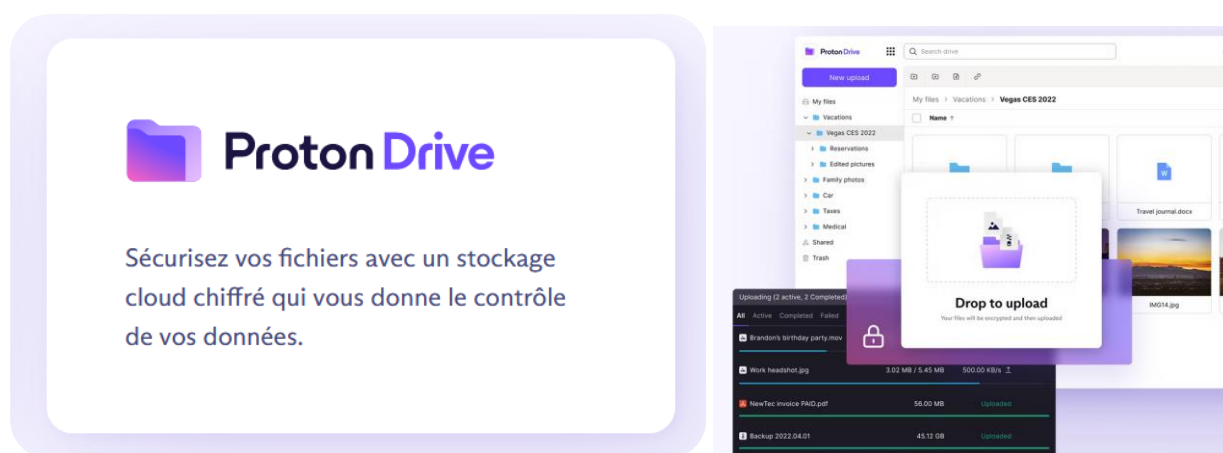 Proton Drive
Sécurisez vos fichiers avec un stockage
cloud chiffré qui vous donne le contrôle
de vos données.
Proton Drive
Search drive
New upload
My files
Vacations
Vegas CES 2022
Reservations
Edited pictures
Family photos
Car
Taxes
Medical
Shared
Trash
My files > Vacations > Vegas CES 2022
Name ↑
W
Travel journal.docx
IMG14.jpg
Drop to upload
Your files will be encrypted and then uploaded
Uploading (2 active, 2 Completed)
All Active Completed Failed
Brandon's birthday party.mov
Work headshot.jpg 3.02 MB / 5.45 MB 500.00 KB/s
NewTec invoice PAID.pdf 56.00 MB Uploaded
Backup 2022.04.01 45.12 GB Uploaded